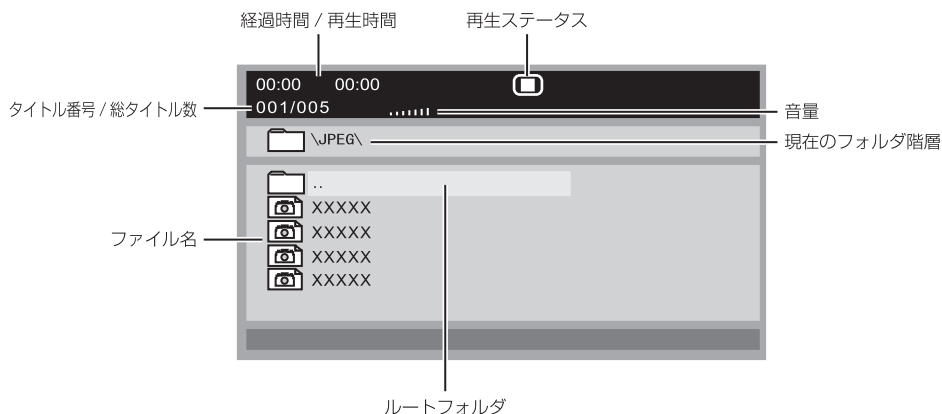 経過時間 / 再生時間
再生ステータス
00:00 00:00
タイトル番号 / 総タイトル数
001/005
音量
\JPEG\
現在のフォルダ階層
..
XXXXX
XXXXX
ファイル名
XXXXX
XXXXX
ルートフォルダ